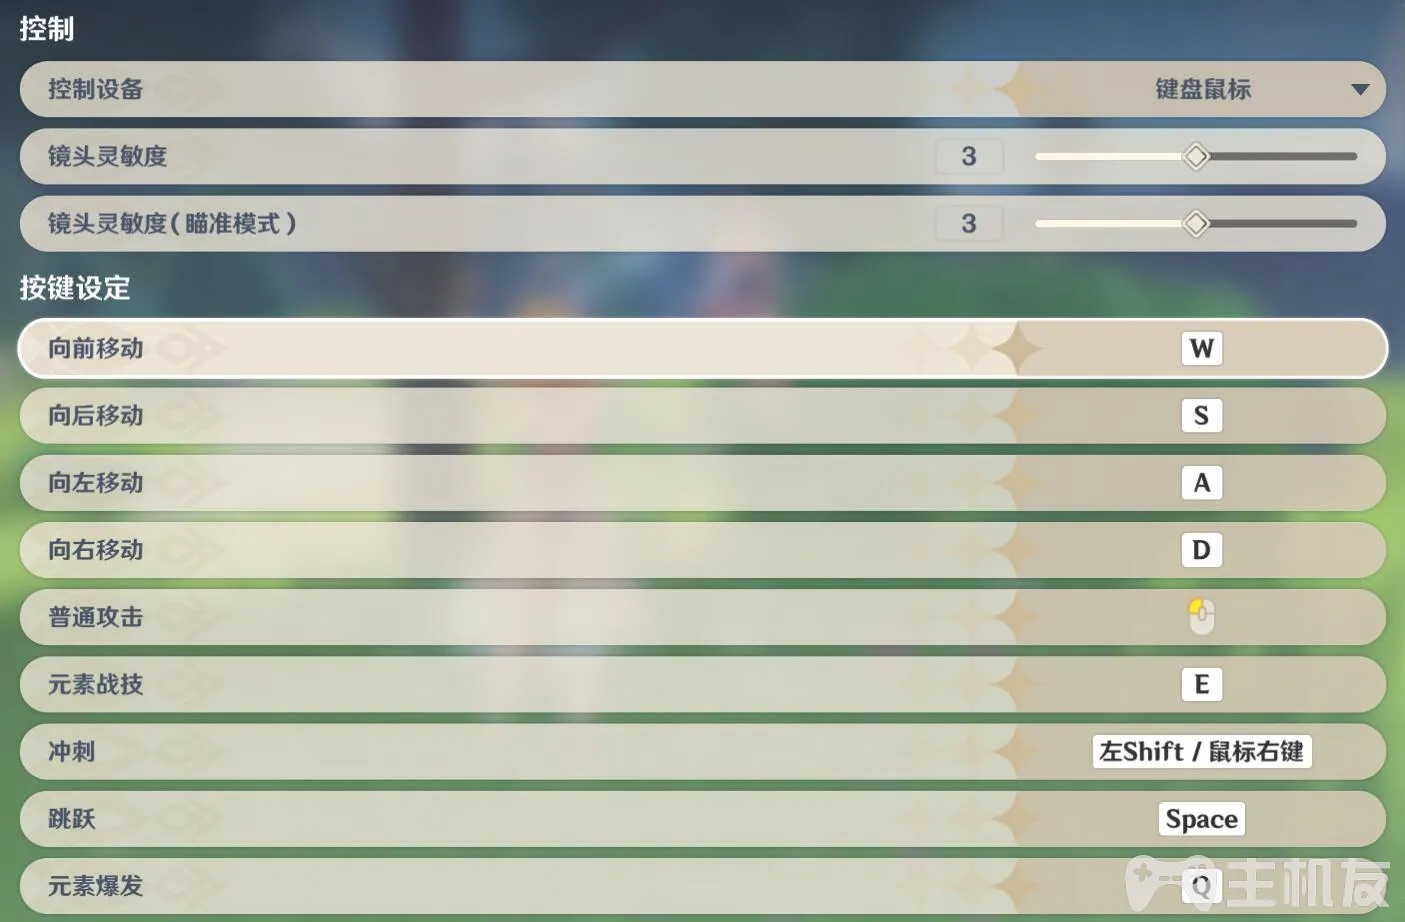 控制
控制设备 键盘鼠标
镜头灵敏度 3
镜头灵敏度(瞄准模式) 3
按键设定
向前移动 W
向后移动 S
向左移动 A
向右移动 D
普通攻击
元素战技 E
冲刺 左Shift / 鼠标右键
跳跃 Space
元素爆发 Q
主机友